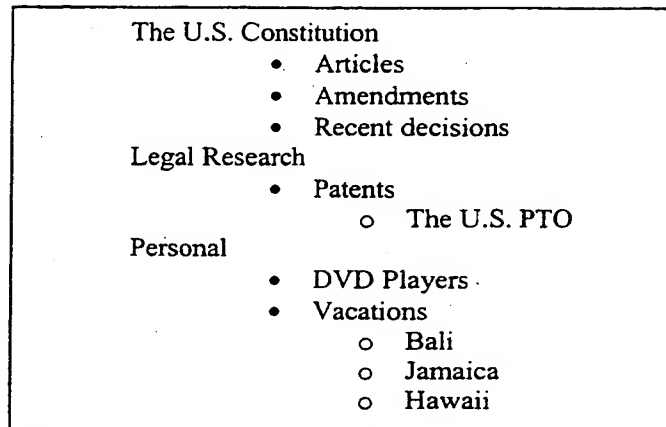 The U.S. Constitution
• Articles
• Amendments
• Recent decisions
Legal Research
• Patents
o The U.S. PTO
Personal
• DVD Players
• Vacations
o Bali
o Jamaica
o Hawaii